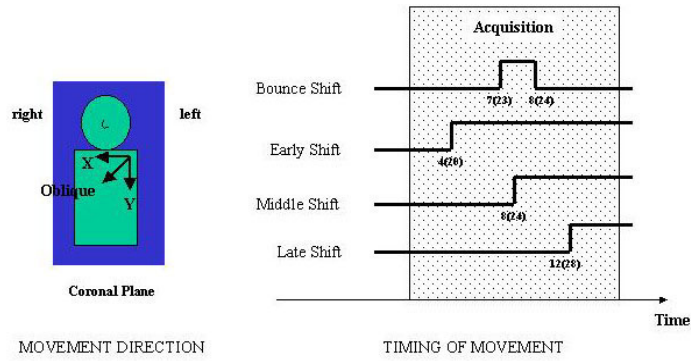 right
left
X
Oblique
Y
Coronal Plane
MOVEMENT DIRECTION
Acquisition
Bounce Shift
7(23)
8(24)
Early Shift
4(20)
Middle Shift
8(24)
Late Shift
12(28)
Time
TIMING OF MOVEMENT